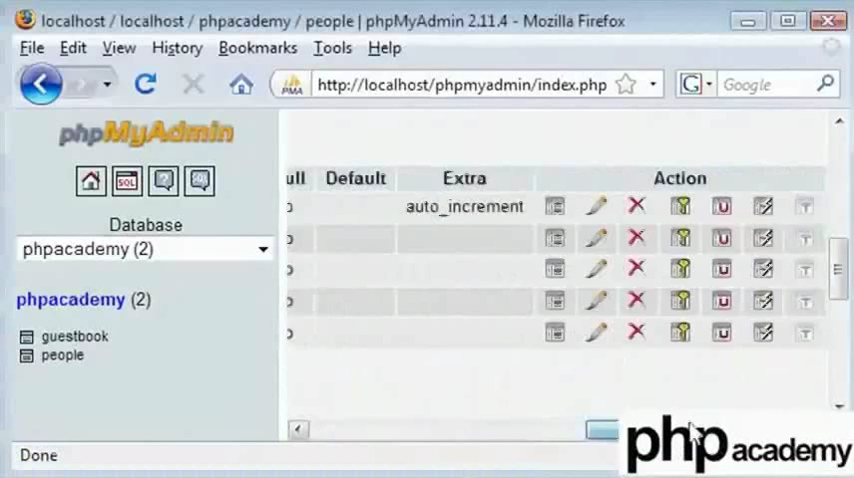 localhost / localhost / phpacademy / people | phpMyAdmin 2.11.4 - Mozilla Firefox
File Edit View History Bookmarks Tools Help
PMA http://localhost/phpmyadmin/index.php G Google
phpMyAdmin
SQL
Database
phpacademy (2)
phpacademy (2)
guestbook
people
ull Default Extra Action
auto_increment
Done
php academy